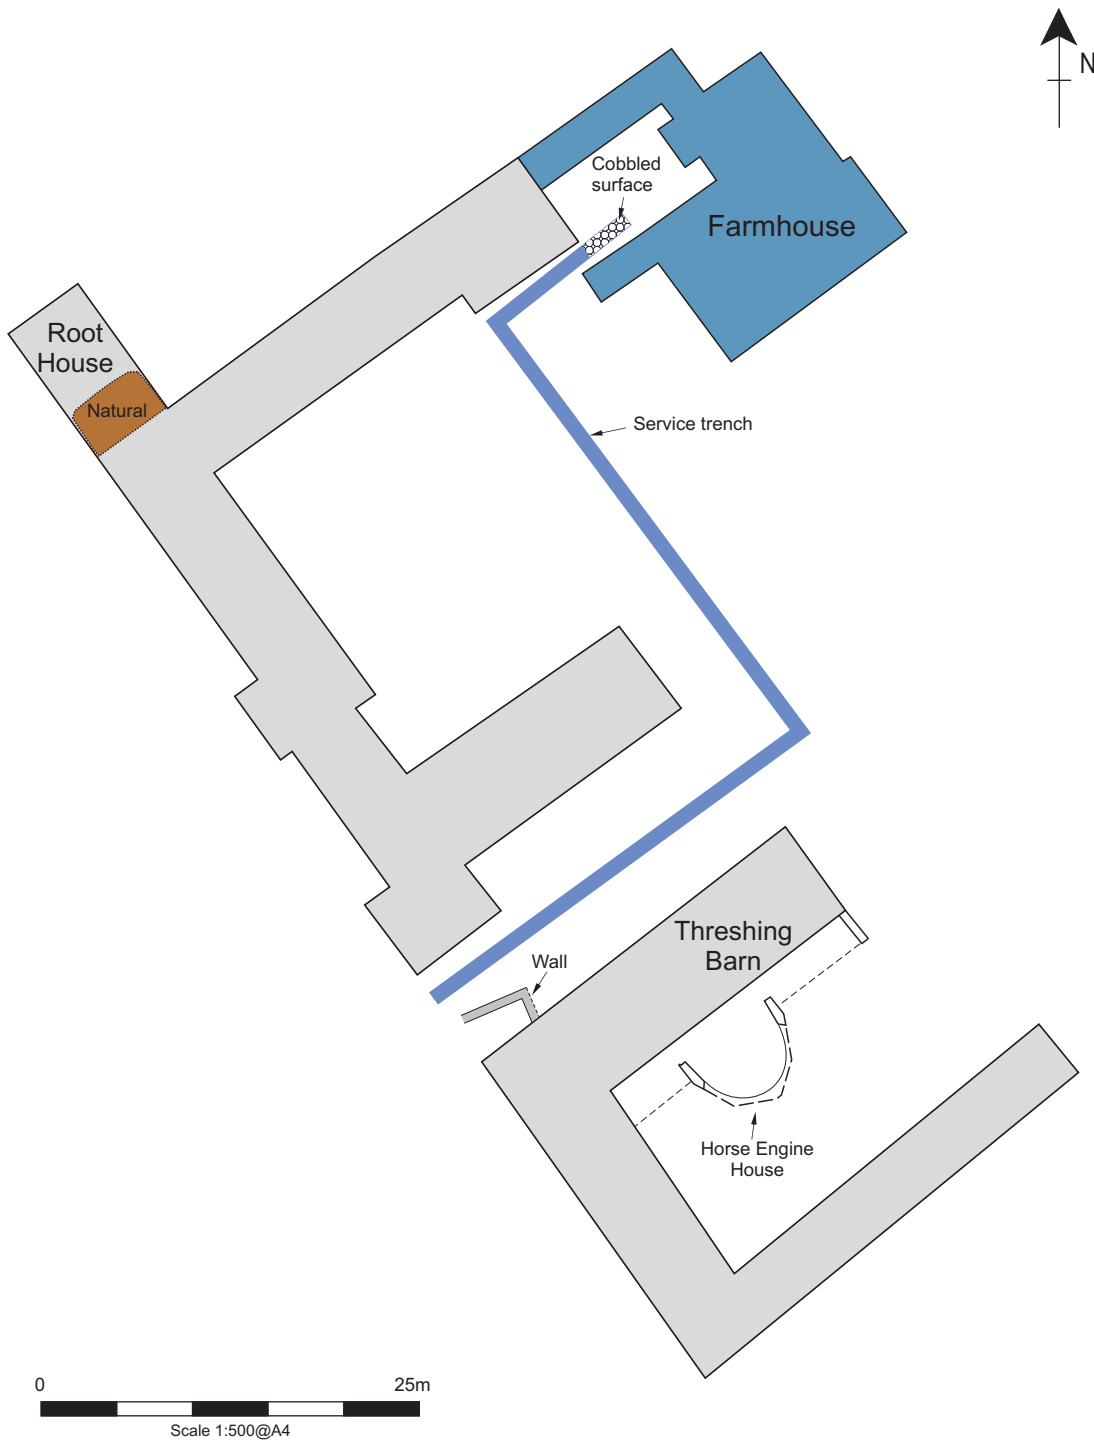 N
Cobbled
surface
Farmhouse
Root
House
Natural
Service trench
Threshing
Barn
Wall
Horse Engine
House
0 25m
Scale 1:500@A4